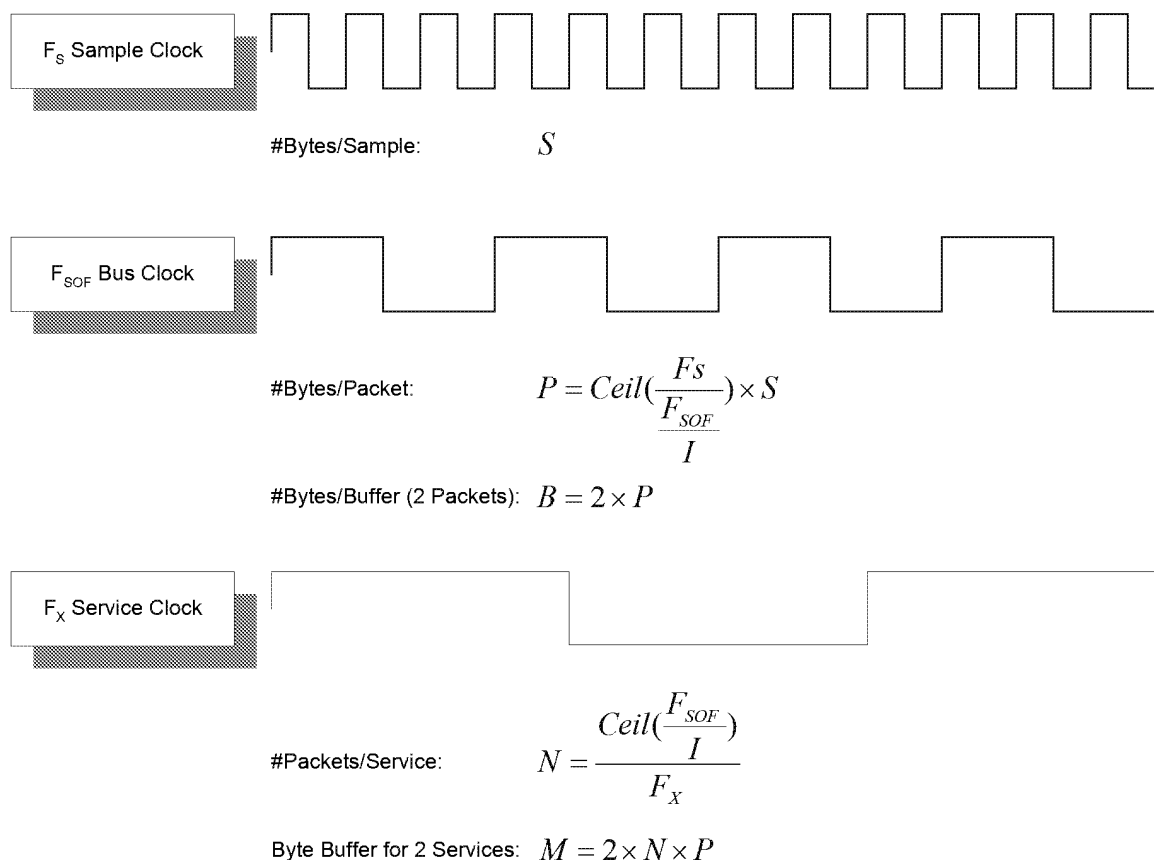 F_S Sample Clock
#Bytes/Sample: S
F_SOF Bus Clock
#Bytes/Packet: P = Ceil(Fs / (F_SOF / I)) × S
#Bytes/Buffer (2 Packets): B = 2 × P
F_X Service Clock
#Packets/Service: N = Ceil(F_SOF / I) / F_X
Byte Buffer for 2 Services: M = 2 × N × P